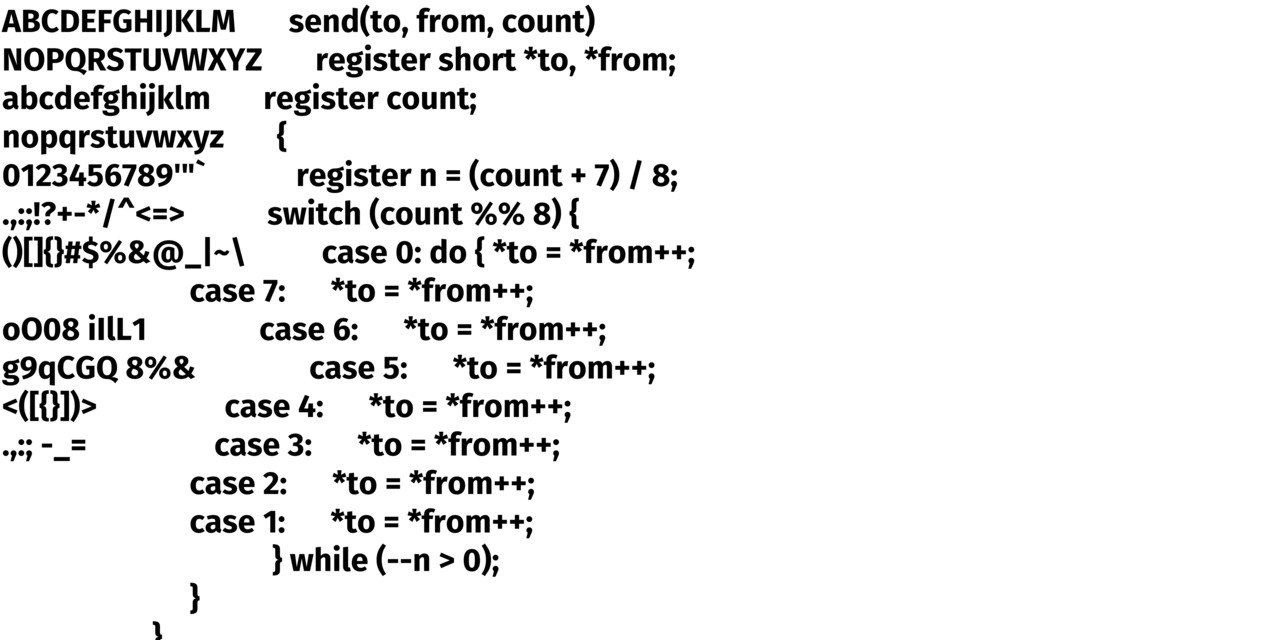 ABCDEFGHIJKLM      send(to, from, count)
NOPQRSTUVWXYZ      register short *to, *from;
abcdefghijklm      register count;
nopqrstuvwxyz      {
0123456789'"`          register n = (count + 7) / 8;
.,:;!?+-*/^<=>          switch (count %% 8) {
()[]{}#$%&@_|~\          case 0: do { *to = *from++;
case 7:      *to = *from++;
oO08 iIlL1              case 6:      *to = *from++;
g9qCGQ 8%&              case 5:      *to = *from++;
<([{}])>                case 4:      *to = *from++;
.,:; -_=                case 3:      *to = *from++;
case 2:      *to = *from++;
case 1:      *to = *from++;
} while (--n > 0);
}
}